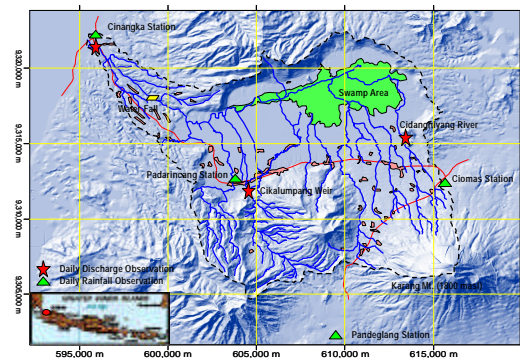 Cinangka Station
9,320,000 m
Swamp Area
Water Fall
Cidanghiyang River
9,315,000 m
Padarincang Station
Ciomas Station
Cikalumpang Weir
9,310,000 m
Daily Discharge Observation
Daily Rainfall Observation
Karang Mt. (1800 masl)
9,305,000 m
Pandeglang Station
595,000 m
600,000 m
605,000 m
610,000 m
615,000 m